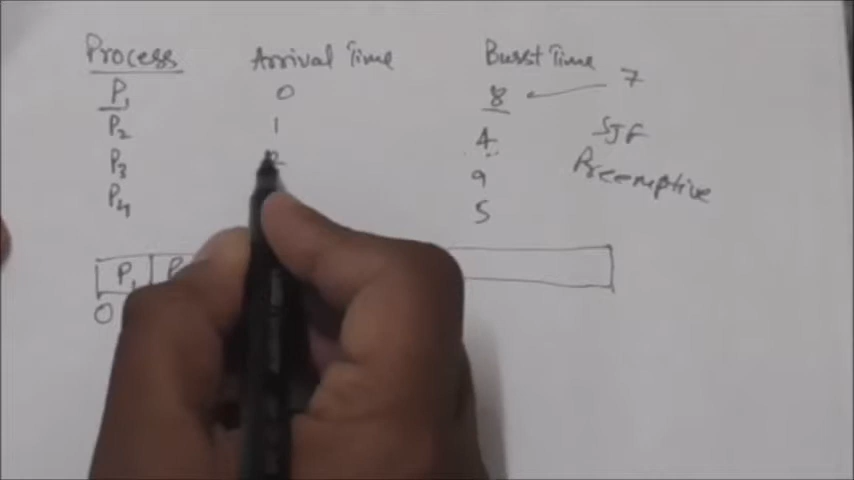 Process Arrival Time Burst Time
P1 0 8 7
P2 1 4 SJF
P3 2 9 Preemptive
P4 5
P1 P
0